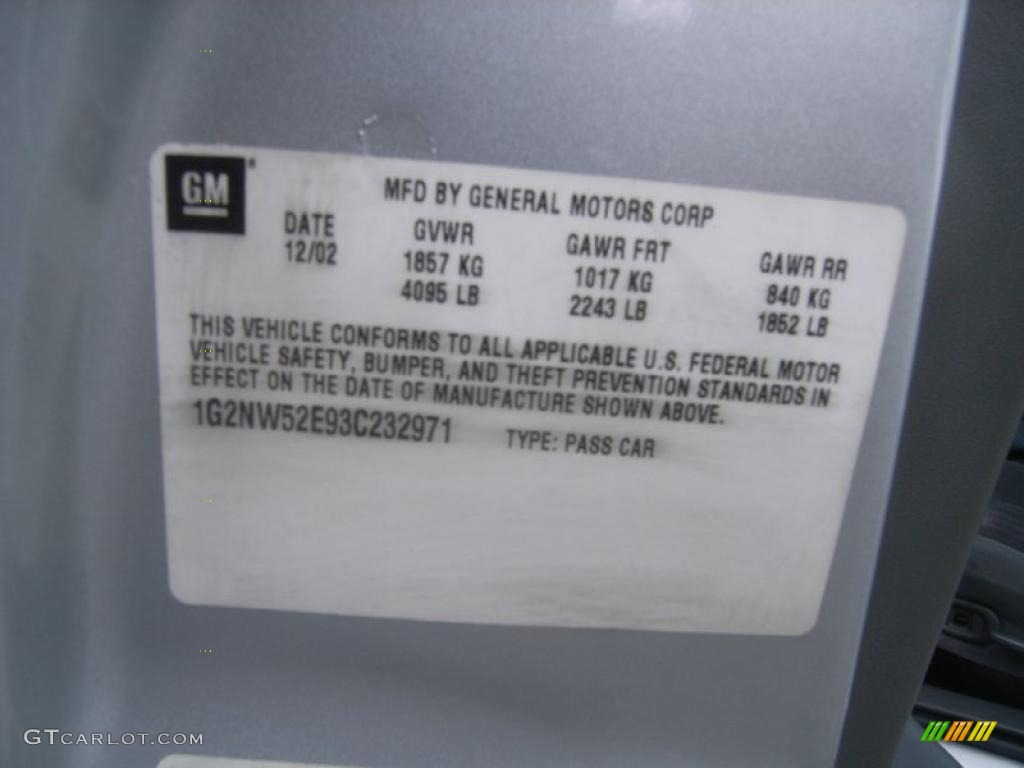 GM
MFD BY GENERAL MOTORS CORP
DATE GVWR GAWR FRT GAWR RR
12/02 1857 KG 1017 KG 840 KG
4095 LB 2243 LB 1852 LB
THIS VEHICLE CONFORMS TO ALL APPLICABLE U.S. FEDERAL MOTOR
VEHICLE SAFETY, BUMPER, AND THEFT PREVENTION STANDARDS IN
EFFECT ON THE DATE OF MANUFACTURE SHOWN ABOVE.
1G2NW52E93C232971 TYPE: PASS CAR
GTCARLOT.COM